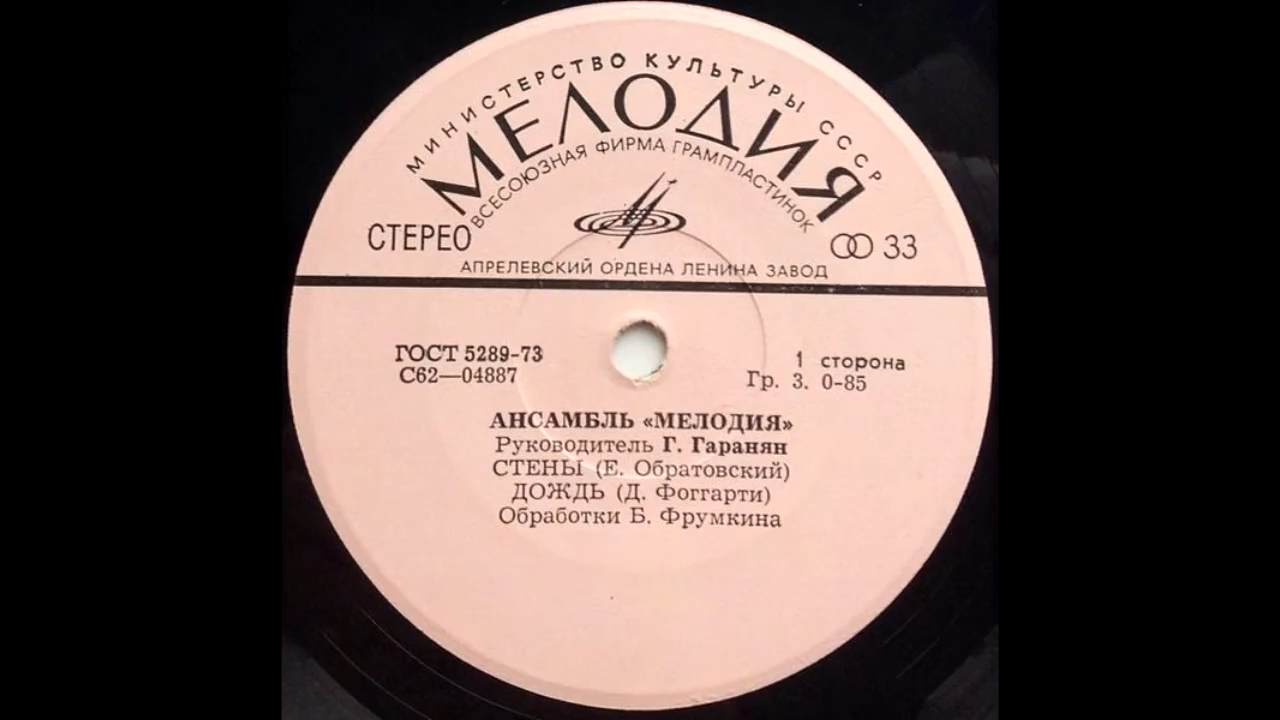 МИНИСТЕРСТВО КУЛЬТУРЫ СССР
МЕЛОДИЯ
ВСЕСОЮЗНАЯ ФИРМА ГРАМПЛАСТИНОК
СТЕРЕО
33
АПРЕЛЕВСКИЙ ОРДЕНА ЛЕНИНА ЗАВОД
ГОСТ 5289-73
С62—04887
1 сторона
Гр. 3. 0-85
АНСАМБЛЬ «МЕЛОДИЯ»
Руководитель Г. Гаранян
СТЕНЫ (Е. Обратовский)
ДОЖДЬ (Д. Фоггарти)
Обработки Б. Фрумкина